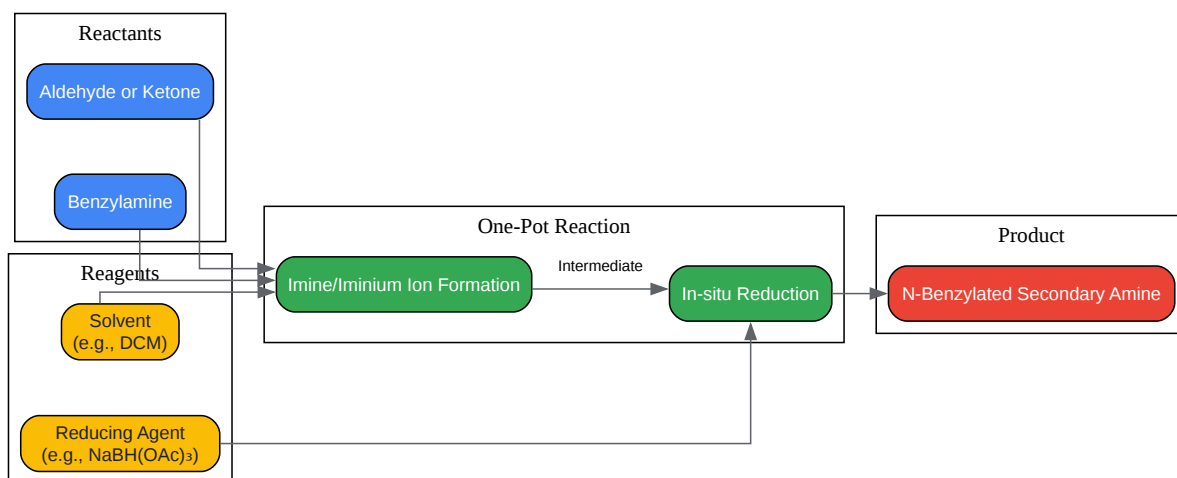 Reactants
Aldehyde or Ketone
Benzylamine
Reagents
Solvent
(e.g., DCM)
Reducing Agent
(e.g., NaBH(OAc)₃)
One-Pot Reaction
Imine/Iminium Ion Formation
Intermediate
In-situ Reduction
Product
N-Benzylated Secondary Amine